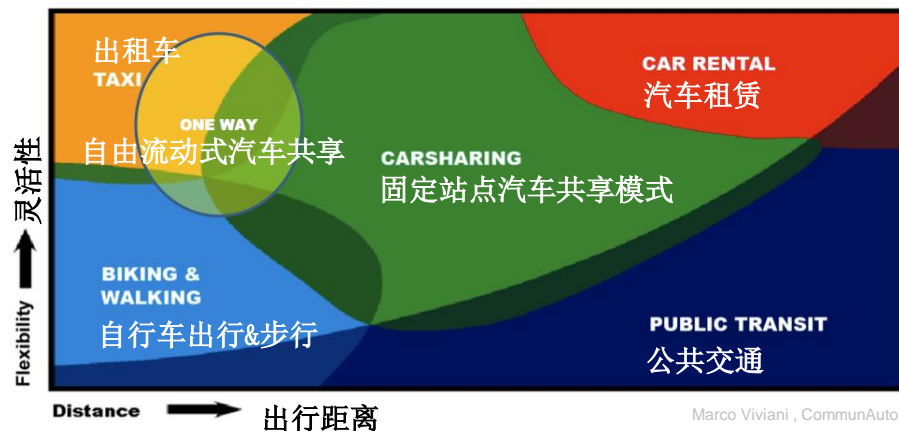 出租车
TAXI
ONE WAY
自由流动式汽车共享
CAR RENTAL
汽车租赁
CARSHARING
固定站点汽车共享模式
灵活性
Flexibility
BIKING &
WALKING
自行车出行&步行
PUBLIC TRANSIT
公共交通
Distance
出行距离
Marco Viviani , CommunAuto